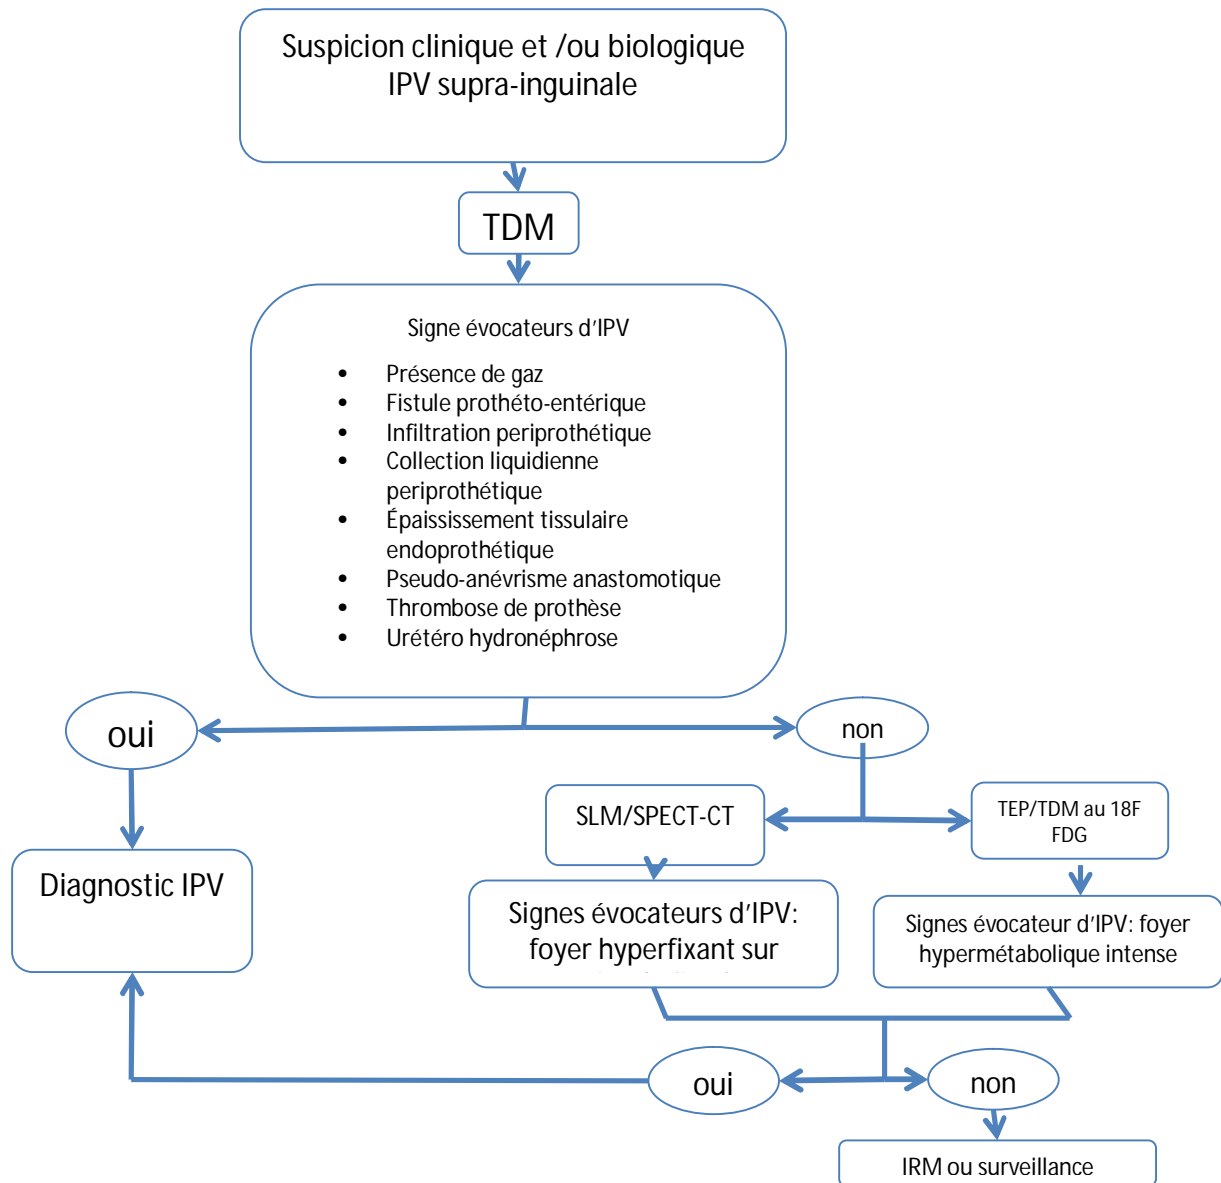 Suspicion clinique et /ou biologique
IPV supra-inguinale
TDM
Signe évocateurs d'IPV
• Présence de gaz
• Fistule prothéto-entérique
• Infiltration periprothétique
• Collection liquidienne
periprothétique
• Épaississement tissulaire
endoprothétique
• Pseudo-anévrisme anastomotique
• Thrombose de prothèse
• Urétéro hydronéphrose
oui
non
SLM/SPECT-CT
TEP/TDM au 18F
FDG
Diagnostic IPV
Signes évocateurs d'IPV:
foyer hyperfixant sur
Signes évocateur d'IPV: foyer
hypermétabolique intense
oui
non
IRM ou surveillance